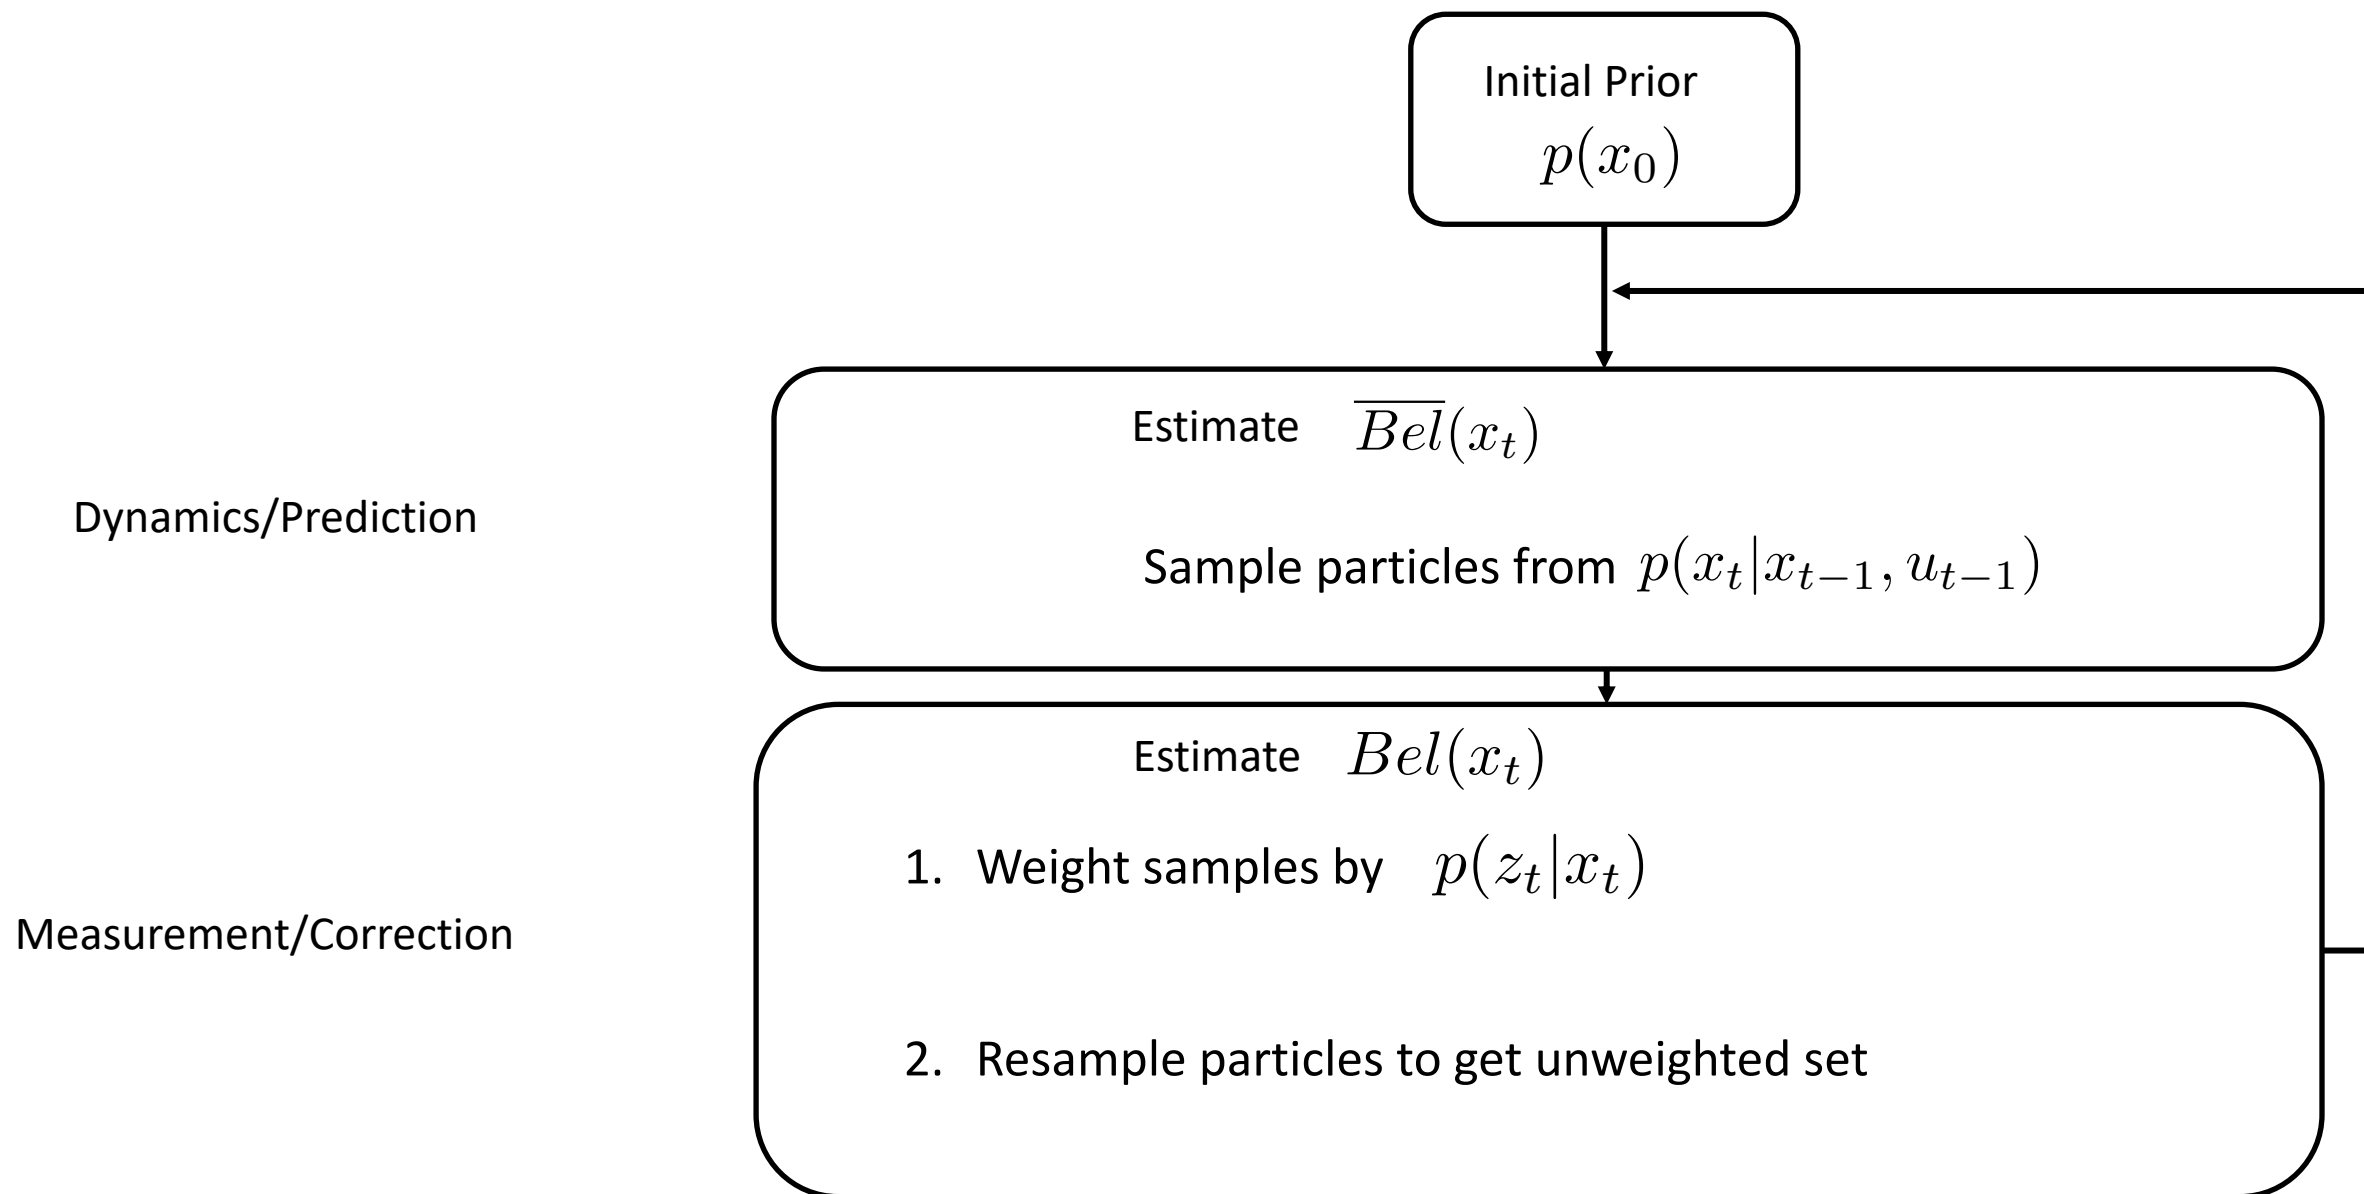 Initial Prior
$p(x_0)$
Estimate $\overline{Bel}(x_t)$
Dynamics/Prediction
Sample particles from $p(x_t|x_{t-1}, u_{t-1})$
Estimate $Bel(x_t)$
1. Weight samples by $p(z_t|x_t)$
Measurement/Correction
2. Resample particles to get unweighted set